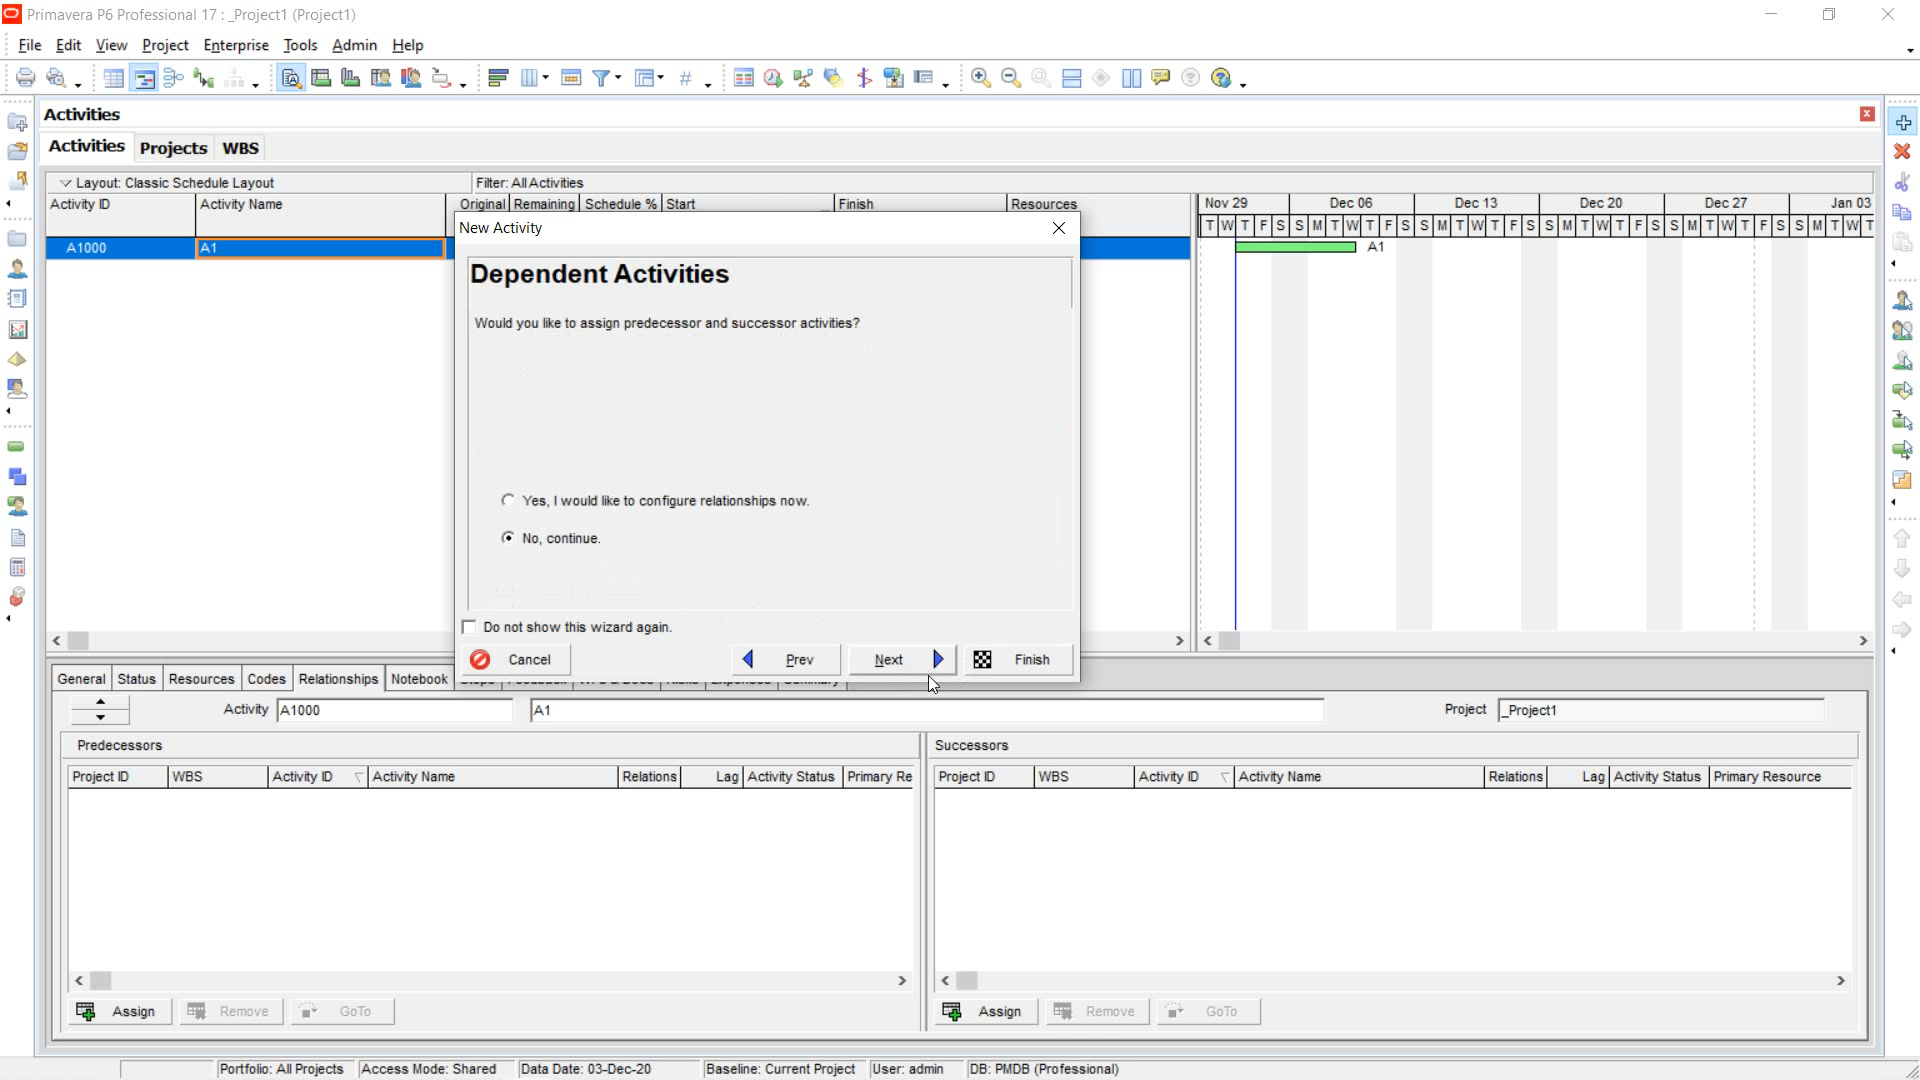 Primavera P6 Professional 17 : _Project1 (Project1)
File Edit View Project Enterprise Tools Admin Help
Activities
Activities Projects WBS
Layout: Classic Schedule Layout Filter: All Activities
Activity ID Activity Name Original Remaining Schedule % Start Finish Resources
Nov 29 Dec 06 Dec 13 Dec 20 Dec 27 Jan 03
T W T F S S M T W T F S S M T W T F S S M T W T F S S M T W T F S S M T W T
A1000 A1 A1
New Activity
Dependent Activities
Would you like to assign predecessor and successor activities?
Yes, I would like to configure relationships now.
No, continue.
Do not show this wizard again.
Cancel Prev Next Finish
General Status Resources Codes Relationships Notebook
Activity A1000 A1 Project _Project1
Predecessors Successors
Project ID WBS Activity ID Activity Name Relations Lag Activity Status Primary Re
Project ID WBS Activity ID Activity Name Relations Lag Activity Status Primary Resource
Assign Remove GoTo Assign Remove GoTo
Portfolio: All Projects Access Mode: Shared Data Date: 03-Dec-20 Baseline: Current Project User: admin DB: PMDB (Professional)